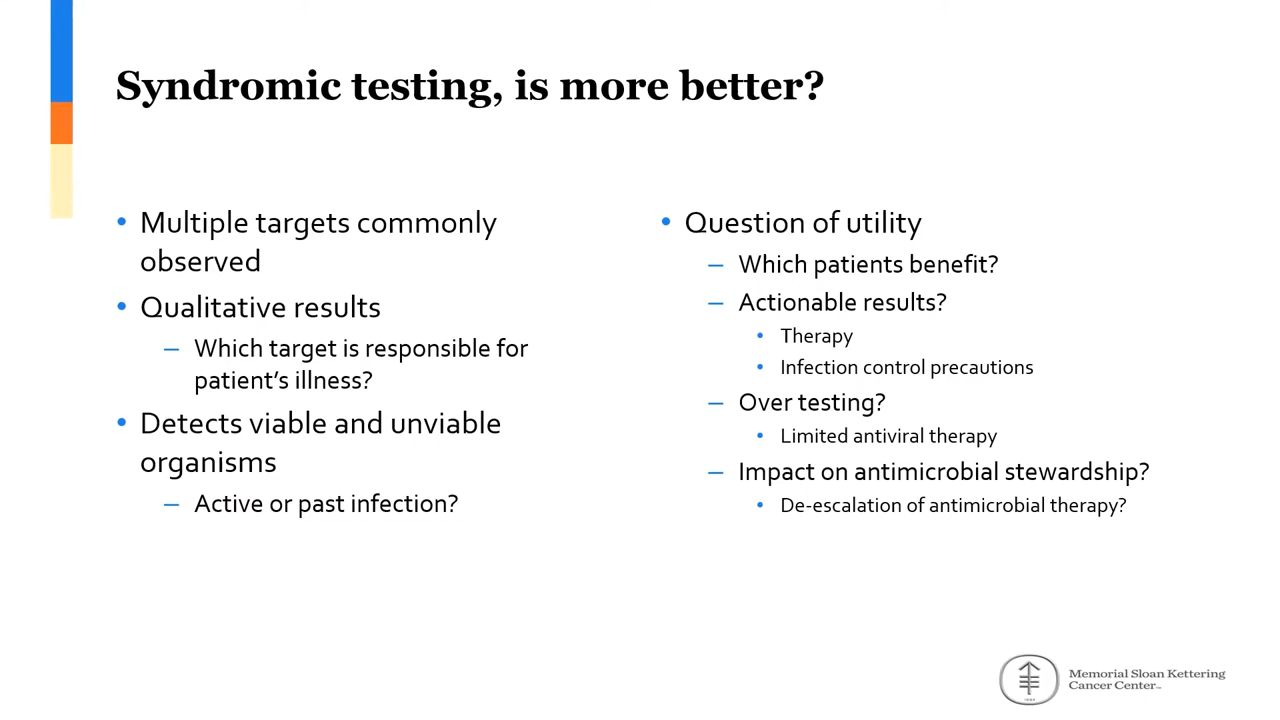 Syndromic testing, is more better?
• Multiple targets commonly
observed
• Qualitative results
– Which target is responsible for
patient’s illness?
• Detects viable and unviable
organisms
– Active or past infection?
• Question of utility
– Which patients benefit?
– Actionable results?
• Therapy
• Infection control precautions
– Over testing?
• Limited antiviral therapy
– Impact on antimicrobial stewardship?
• De-escalation of antimicrobial therapy?
Memorial Sloan Kettering
Cancer Center